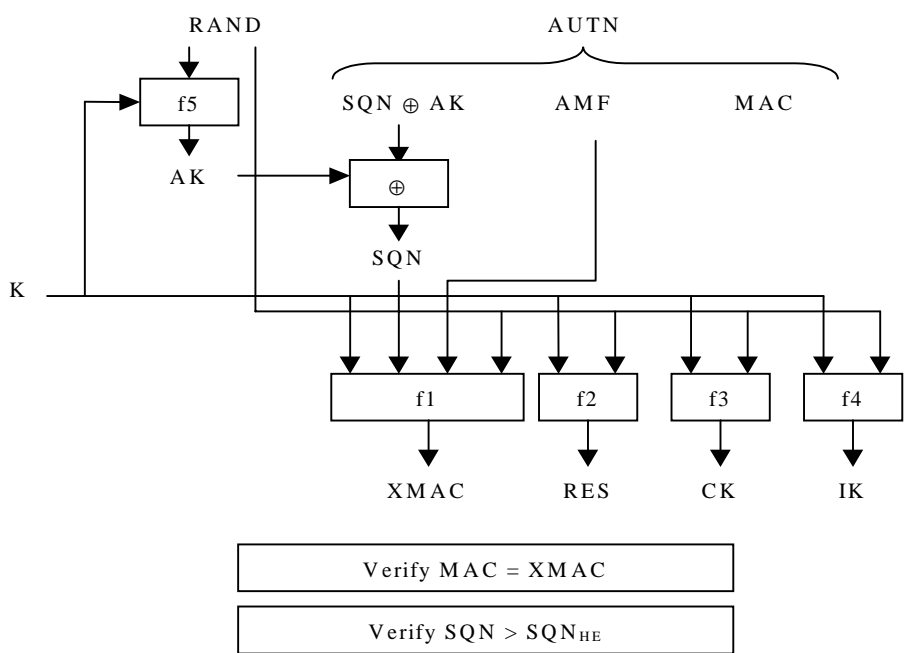 RAND AUTN
f5
SQN ⊕ AK AMF MAC
AK
⊕
SQN
K
f1 f2 f3 f4
XMAC RES CK IK
Verify MAC = XMAC
Verify SQN > SQN_HE